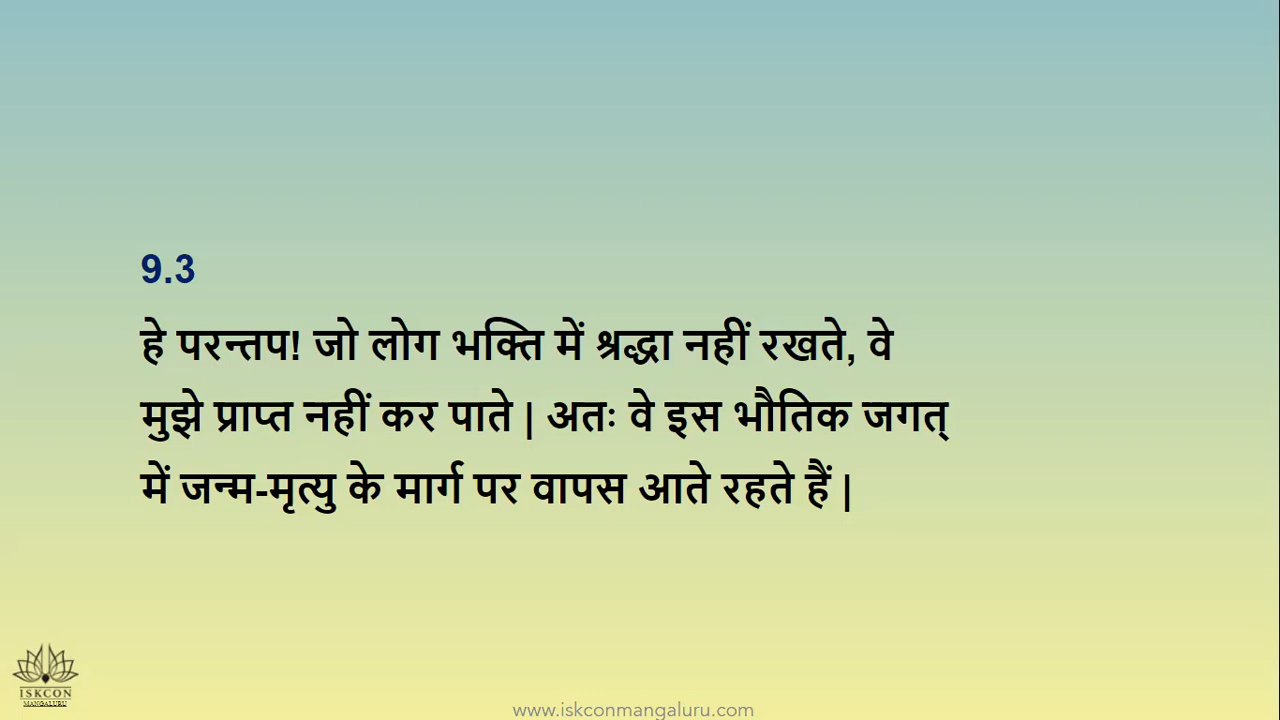 9.3
हे परन्तप! जो लोग भक्ति में श्रद्धा नहीं रखते, वे
मुझे प्राप्त नहीं कर पाते | अतः वे इस भौतिक जगत्
में जन्म-मृत्यु के मार्ग पर वापस आते रहते हैं |
ISKCON
MANGALURU
www.iskconmangaluru.com